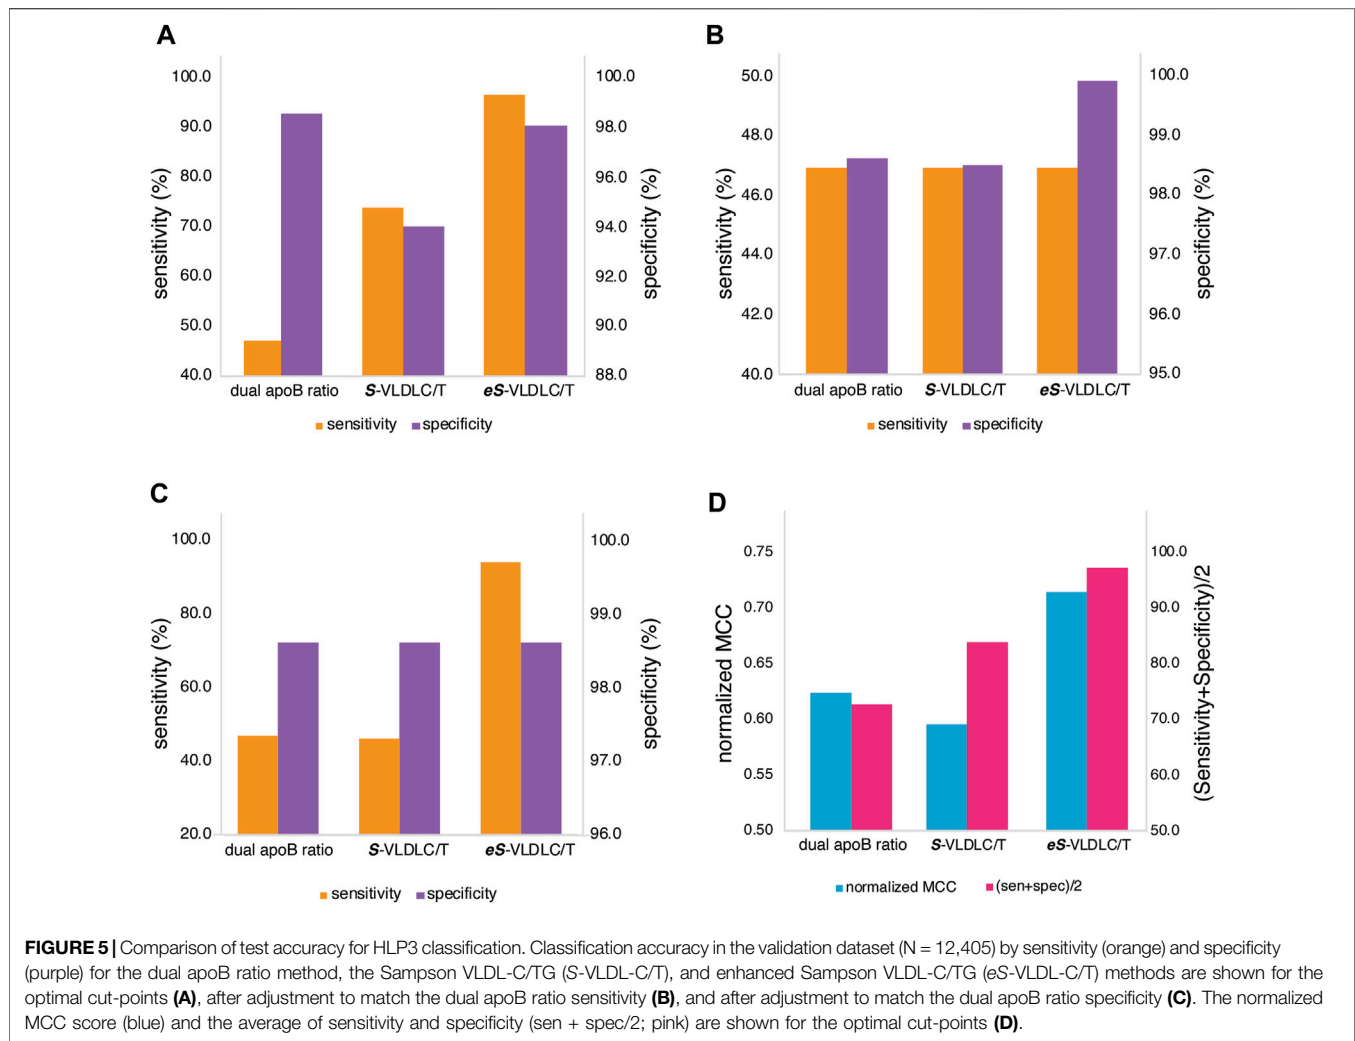 A
100.0
90.0
80.0
70.0
60.0
50.0
40.0
sensitivity (%)
100.0
98.0
96.0
94.0
92.0
90.0
88.0
specificity (%)
dual apoB ratio
S-VLDLC/T
eS-VLDLC/T
sensitivity
specificity
B
50.0
48.0
46.0
44.0
42.0
40.0
sensitivity (%)
100.0
99.0
98.0
97.0
96.0
95.0
specificity (%)
dual apoB ratio
S-VLDLC/T
eS-VLDLC/T
sensitivity
specificity
C
100.0
80.0
60.0
40.0
20.0
sensitivity (%)
100.0
99.0
98.0
97.0
96.0
specificity (%)
dual apoB ratio
S-VLDLC/T
eS-VLDLC/T
sensitivity
specificity
D
0.75
0.70
0.65
0.60
0.55
0.50
normalized MCC
100.0
90.0
80.0
70.0
60.0
50.0
(Sensitivity+Specificity)/2
dual apoB ratio
S-VLDLC/T
eS-VLDLC/T
normalized MCC
(sen+spec)/2
FIGURE 5 | Comparison of test accuracy for HLP3 classification. Classification accuracy in the validation dataset (N = 12,405) by sensitivity (orange) and specificity
(purple) for the dual apoB ratio method, the Sampson VLDL-C/TG (S-VLDL-C/T), and enhanced Sampson VLDL-C/TG (eS-VLDL-C/T) methods are shown for the
optimal cut-points (A), after adjustment to match the dual apoB ratio sensitivity (B), and after adjustment to match the dual apoB ratio specificity (C). The normalized
MCC score (blue) and the average of sensitivity and specificity (sen + spec/2; pink) are shown for the optimal cut-points (D).